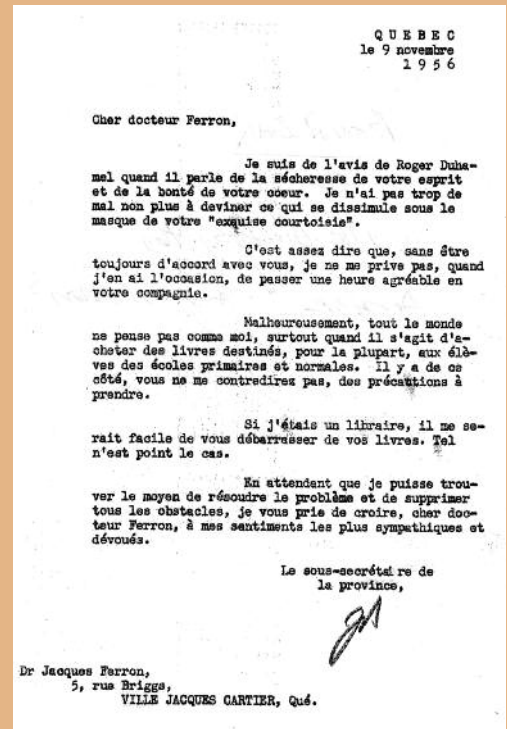 QUEBEC
le 9 novembre
1956
Cher docteur Ferron,
Je suis de l'avis de Roger Duha-
mel quand il parle de la sécheresse de votre esprit
et de la bonté de votre coeur. Je n'ai pas trop de
mal non plus à deviner ce qui se dissimule sous le
masque de votre "exquise courtoisie".
C'est assez dire que, sans être
toujours d'accord avec vous, je ne me prive pas, quand
j'en ai l'occasion, de passer une heure agréable en
votre compagnie.
Malheureusement, tout le monde
ne pense pas comme moi, surtout quand il s'agit d'a-
cheter des livres destinés, pour la plupart, aux élè-
ves des écoles primaires et normales. Il y a de ce
côté, vous ne me contredirez pas, des précautions à
prendre.
Si j'étais un libraire, il me se-
rait facile de vous débarrasser de vos livres. Tel
n'est point le cas.
En attendant que je puisse trou-
ver le moyen de résoudre le problème et de supprimer
tous les obstacles, je vous prie de croire, cher doc-
teur Ferron, à mes sentiments les plus sympathiques et
dévoués.
Le sous-secrétaire de
la province,
Dr Jacques Ferron,
5, rue Briggs,
VILLE JACQUES CARTIER, Qué.